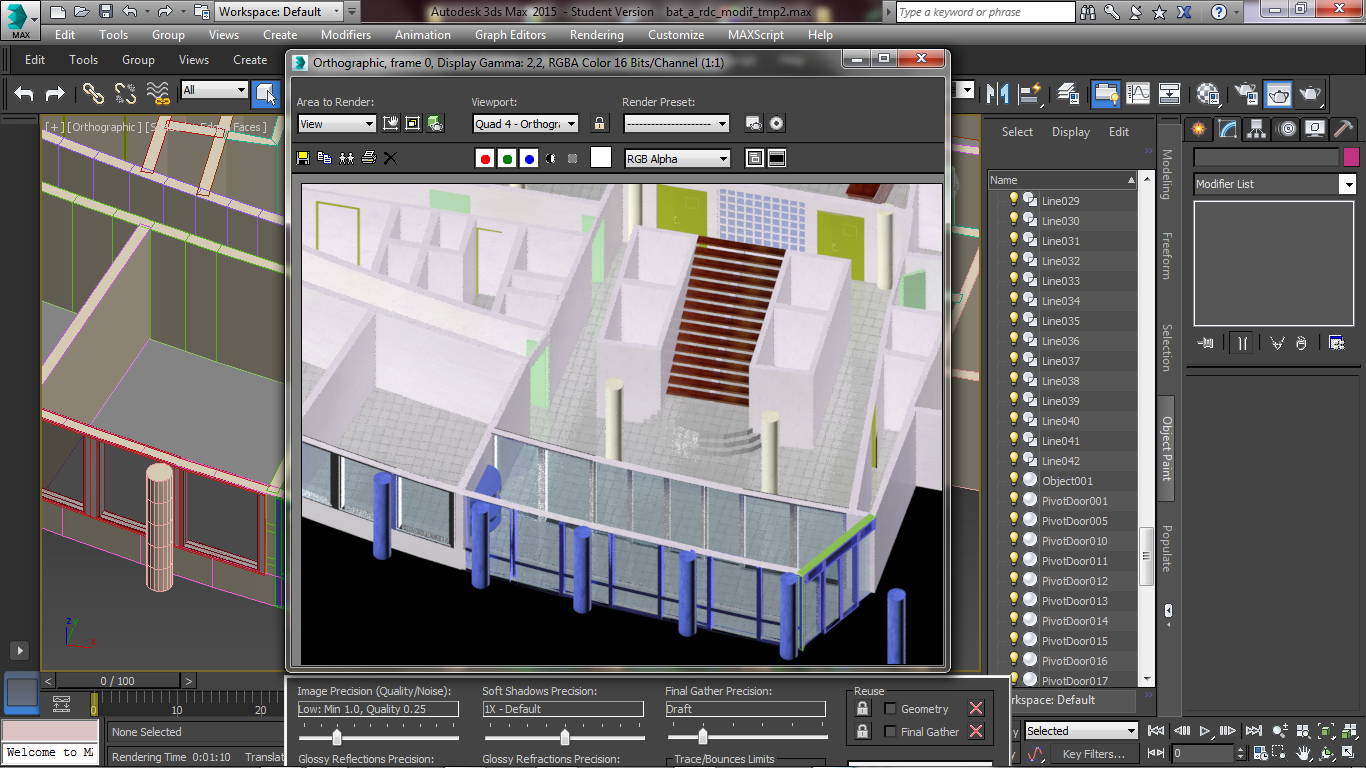 MAX
Workspace: Default
Autodesk 3ds Max 2015 - Student Version bat_a_rdc_modif_tmp2.max
Type a keyword or phrase
Edit Tools Group Views Create Modifiers Animation Graph Editors Rendering Customize MAXScript Help
Edit Tools Group Views Create
All
Orthographic, frame 0, Display Gamma: 2,2, RGBA Color 16 Bits/Channel (1:1)
Area to Render:
View
Viewport:
Quad 4 - Orthogra
Render Preset:
RGB Alpha
[+] [Orthographic] [S
Faces ]
Select Display Edit
Name
Line029
Line030
Line031
Line032
Line033
Line034
Line035
Line036
Line037
Line038
Line039
Line040
Line041
Line042
Object001
PivotDoor001
PivotDoor005
PivotDoor010
PivotDoor011
PivotDoor012
PivotDoor013
PivotDoor014
PivotDoor015
PivotDoor016
PivotDoor017
rkspace: Default
Modeling
Freeform
Selection
Object Paint
Populate
Modifier List
z
x
0 / 100
0
10
20
Welcome to MA
None Selected
Rendering Time 0:01:10
Translat
Image Precision (Quality/Noise):
Low: Min 1.0, Quality 0.25
Soft Shadows Precision:
1X - Default
Final Gather Precision:
Draft
Glossy Reflections Precision:
Glossy Refractions Precision:
Trace/Bounces Limits
Reuse
Geometry
Final Gather
y
Selected
Key Filters...
0